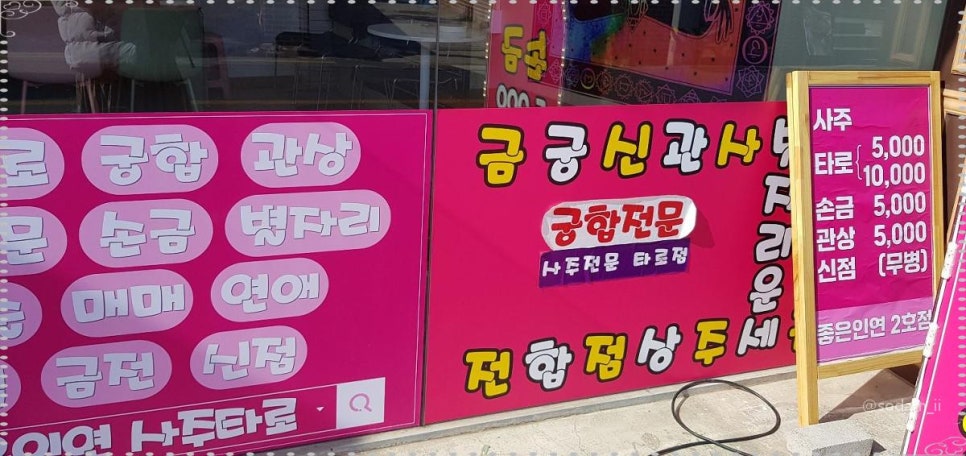 궁합 관상
손금 별자리
매매 연애
금전 신점
인연 사주타로
금 궁 신 관 사
전 합 점 상 주 세
자
리
운
궁합전문
사주전문 타로점
사주
타로 5,000
10,000
손금 5,000
관상 5,000
신점 (무병)
좋은인연 2호점